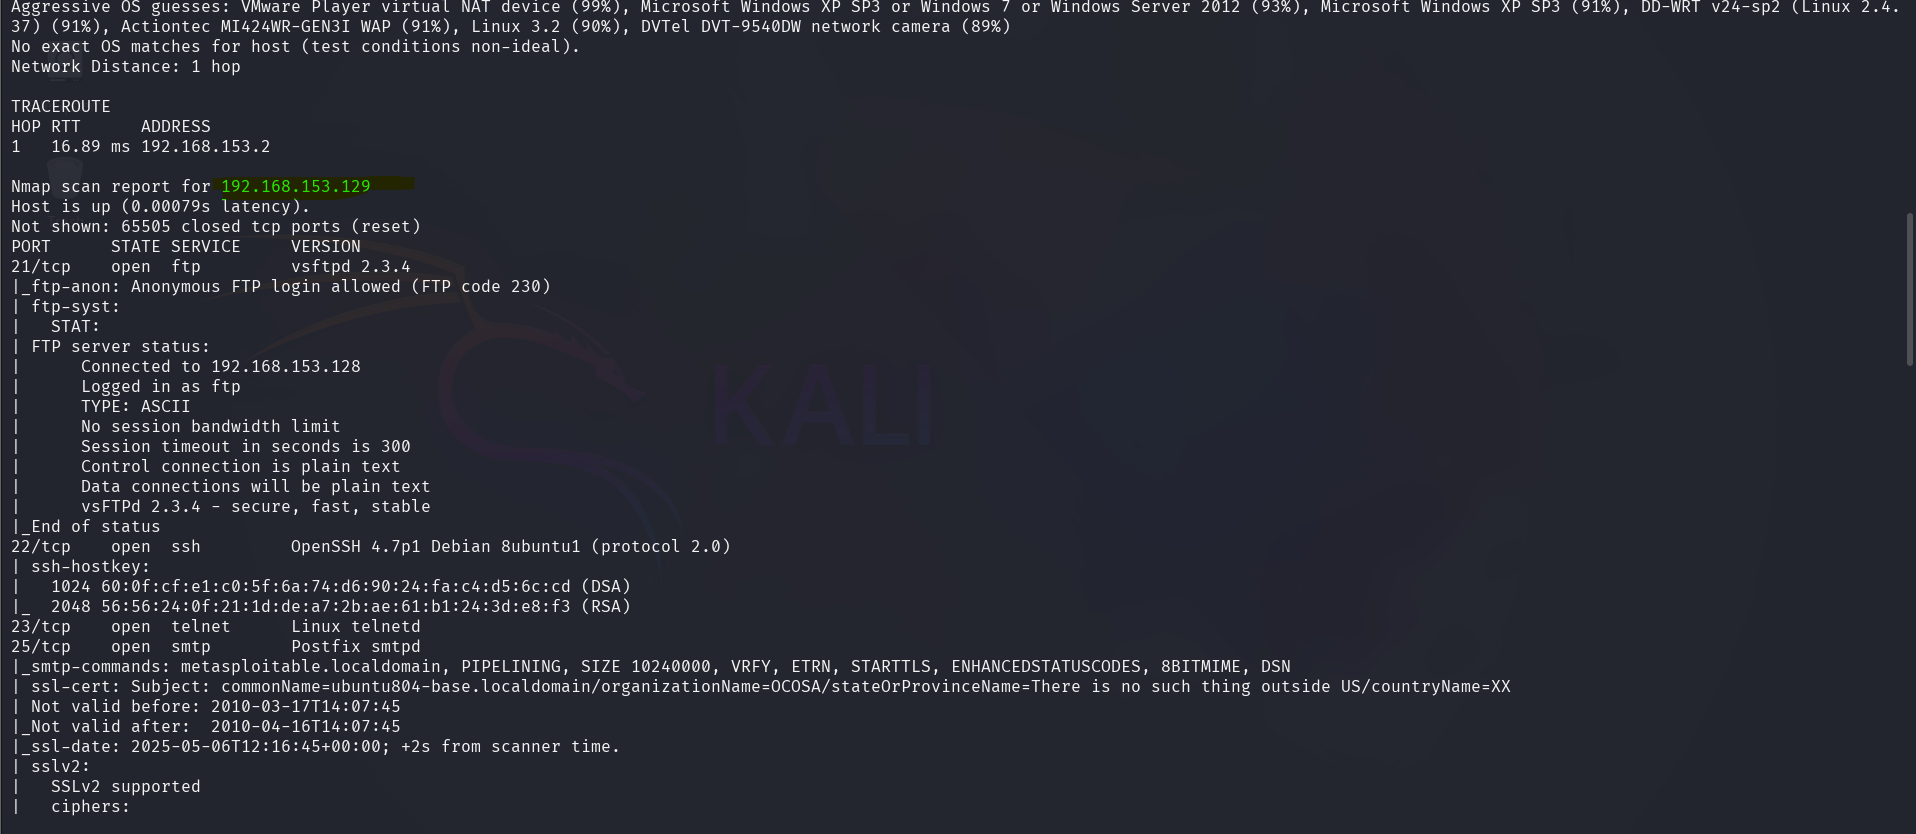 Aggressive OS guesses: VMware Player virtual NAT device (99%), Microsoft Windows XP SP3 or Windows 7 or Windows Server 2012 (93%), Microsoft Windows XP SP3 (91%), DD-WRT v24-sp2 (Linux 2.4.
37) (91%), Actiontec MI424WR-GEN3I WAP (91%), Linux 3.2 (90%), DVTel DVT-9540DW network camera (89%)
No exact OS matches for host (test conditions non-ideal).
Network Distance: 1 hop

TRACEROUTE
HOP RTT      ADDRESS
1   16.89 ms 192.168.153.2

Nmap scan report for 192.168.153.129
Host is up (0.00079s latency).
Not shown: 65505 closed tcp ports (reset)
PORT      STATE SERVICE     VERSION
21/tcp    open  ftp         vsftpd 2.3.4
|_ftp-anon: Anonymous FTP login allowed (FTP code 230)
| ftp-syst:
|   STAT:
| FTP server status:
|      Connected to 192.168.153.128
|      Logged in as ftp
|      TYPE: ASCII
|      No session bandwidth limit
|      Session timeout in seconds is 300
|      Control connection is plain text
|      Data connections will be plain text
|      vsFTPd 2.3.4 - secure, fast, stable
|_End of status
22/tcp    open  ssh         OpenSSH 4.7p1 Debian 8ubuntu1 (protocol 2.0)
| ssh-hostkey:
|   1024 60:0f:cf:e1:c0:5f:6a:74:d6:90:24:fa:c4:d5:6c:cd (DSA)
|_  2048 56:56:24:0f:21:1d:de:a7:2b:ae:61:b1:24:3d:e8:f3 (RSA)
23/tcp    open  telnet      Linux telnetd
25/tcp    open  smtp        Postfix smtpd
|_smtp-commands: metasploitable.localdomain, PIPELINING, SIZE 10240000, VRFY, ETRN, STARTTLS, ENHANCEDSTATUSCODES, 8BITMIME, DSN
| ssl-cert: Subject: commonName=ubuntu804-base.localdomain/organizationName=OCOSA/stateOrProvinceName=There is no such thing outside US/countryName=XX
| Not valid before: 2010-03-17T14:07:45
|_Not valid after:  2010-04-16T14:07:45
|_ssl-date: 2025-05-06T12:16:45+00:00; +2s from scanner time.
| sslv2:
|   SSLv2 supported
|   ciphers:
KALI